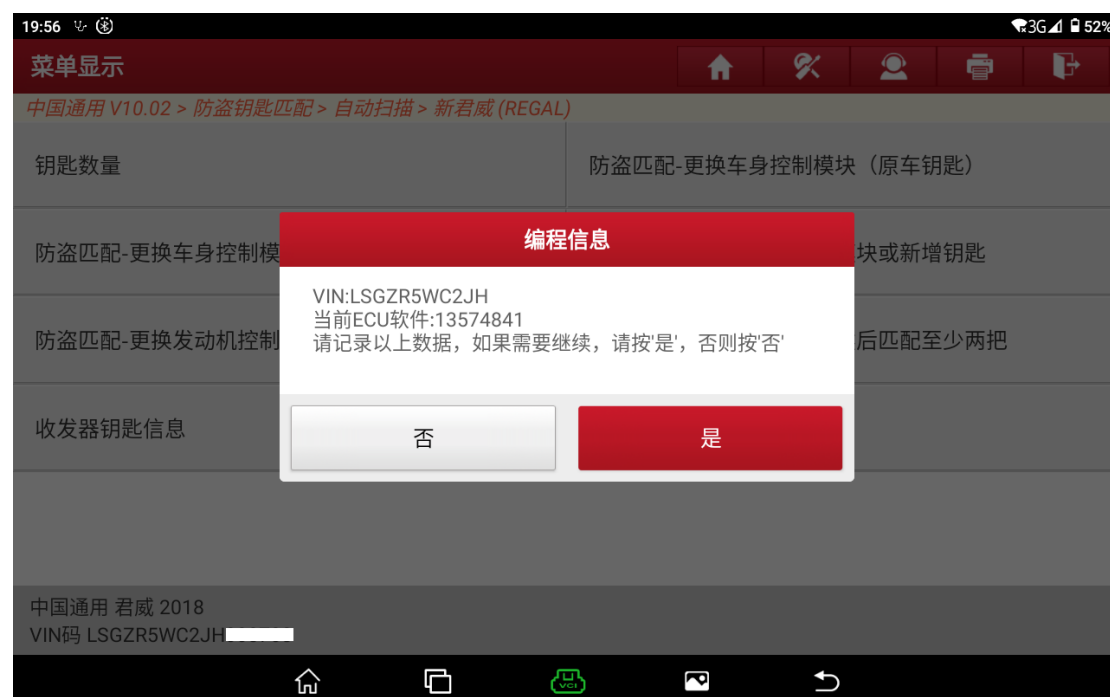 19:56
3G 52%
菜单显示
中国通用 V10.02 > 防盗钥匙匹配 > 自动扫描 > 新君威 (REGAL)
钥匙数量
防盗匹配-更换车身控制模块（原车钥匙）
防盗匹配-更换车身控制模
块或新增钥匙
防盗匹配-更换发动机控制
后匹配至少两把
收发器钥匙信息
编程信息
VIN:LSGZR5WC2JH
当前ECU软件:13574841
请记录以上数据，如果需要继续，请按'是'，否则按'否'
否
是
中国通用 君威 2018
VIN码 LSGZR5WC2JH
VCI